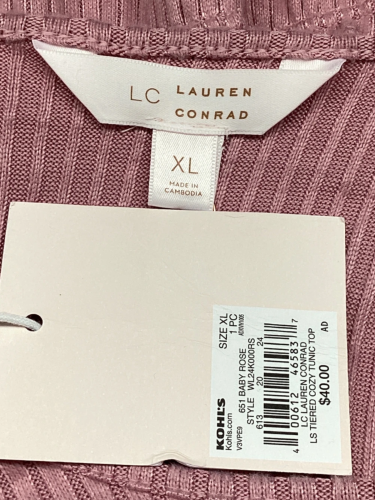 LC LAUREN
CONRAD
XL
MADE IN
CAMBODIA
SIZE XL
1 PC
651 BABY ROSE
STYLE WL24K000RS
613 20 24
KOHL'S
Kohls.com
V3VPE9
AD
4 00612 46583 7
LC LAUREN CONRAD
LS TIERED COZY TUNIC TOP
$40.00